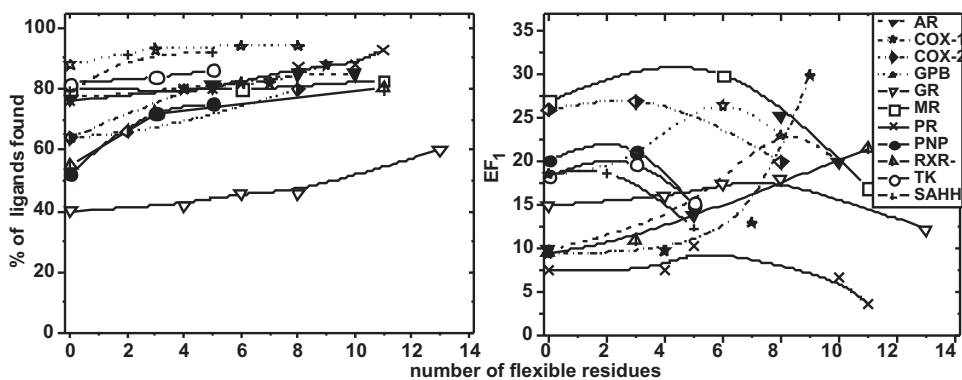 100
80
60
40
20
0
% of ligands found
0 2 4 6 8 10 12 14
37
35
30
25
20
15
10
5
0
EF1
0 2 4 6 8 10 12 14
number of flexible residues
AR
COX-1
COX-2
GPB
GR
MR
PR
PNP
RXR-
TK
SAHH